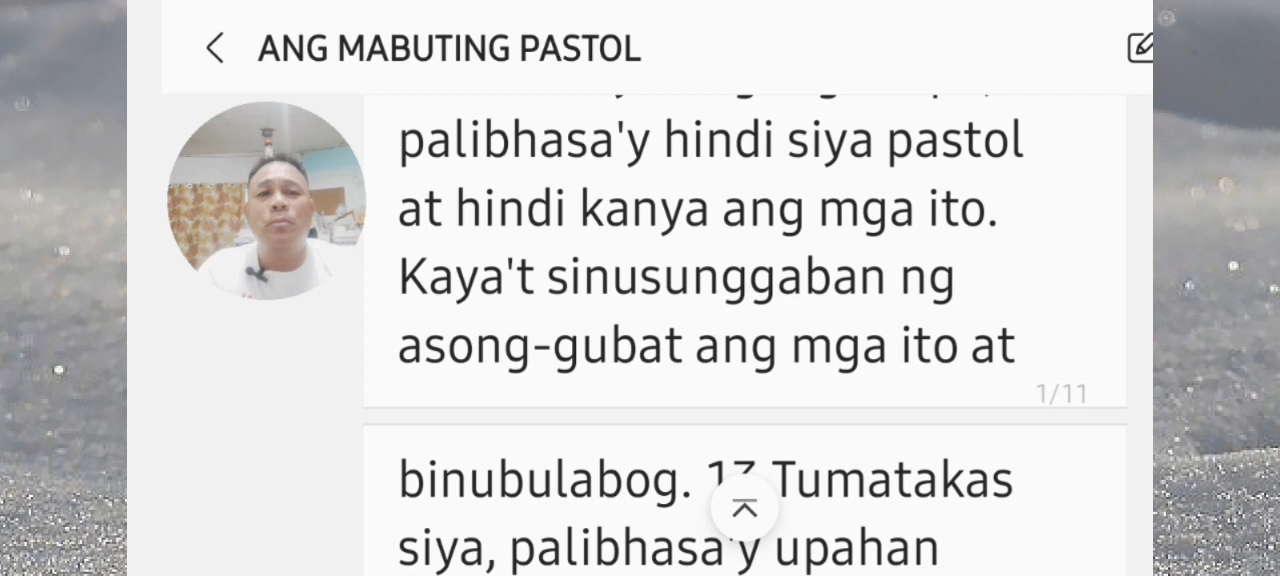 ANG MABUTING PASTOL
palibhasa'y hindi siya pastol
at hindi kanya ang mga ito.
Kaya't sinusunggaban ng
asong-gubat ang mga ito at
1/11
binubulabog. 13 Tumatakas
siya, palibhasa'y upahan